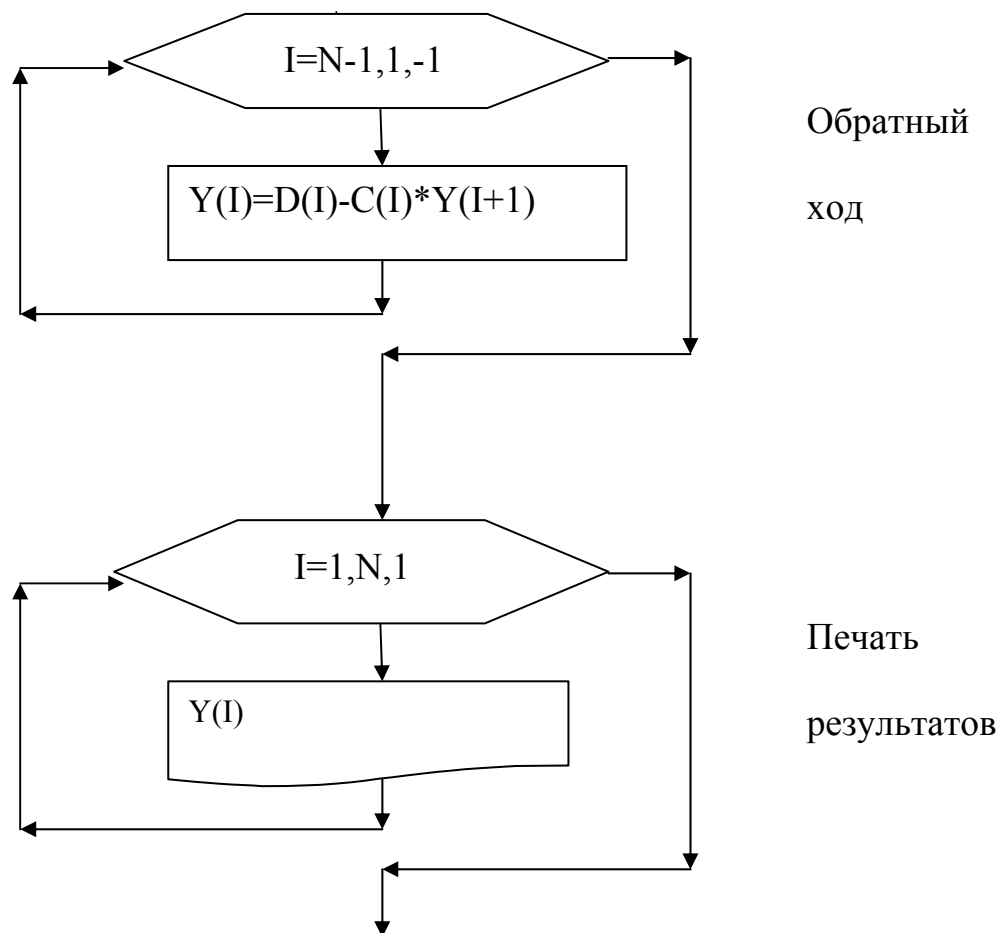 I=N-1,1,-1
Обратный
Y(I)=D(I)-C(I)*Y(I+1)
ход
I=1,N,1
Печать
Y(I)
результатов